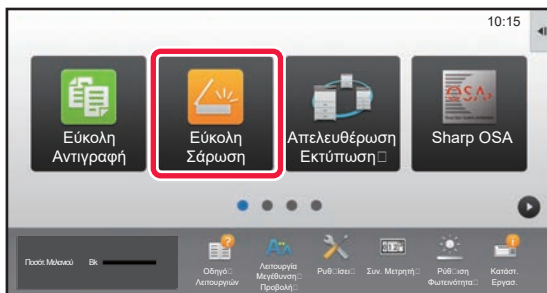 10:15
Εύκολη
Αντιγραφή
Εύκολη
Σάρωση
Απελευθέρωση
Εκτύπωση□
Sharp OSA
Ποσότ. Μελανιού Bk
Οδηγό□
Λειτουργιών
Λειτουργία
Μεγέθυνση□
Προβολή□
Ρυθ□ίσει□
Συν. Μετρητή□
Ρύθ□ιση
Φωτεινότητα□
Κατάστ.
Εργασ.